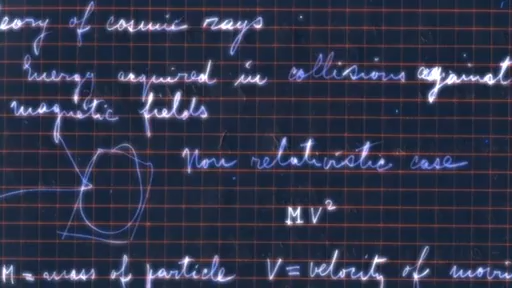 eory of cosmic rays
Energy acquired in collisions against
magnetic fields
Non relativistic case
MV²
M = mass of particle V = velocity of movi